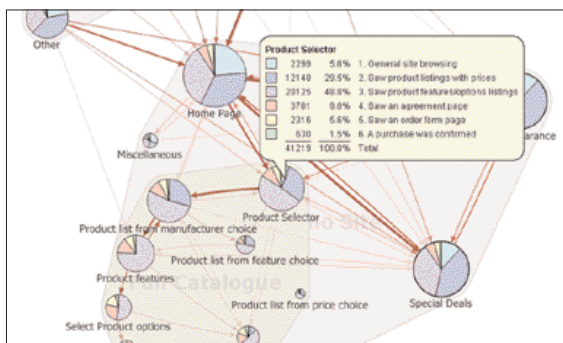 Other
Product Selector
2299 5.6% 1. General site browsing
12140 29.5% 2. Saw product listings with prices
20125 48.8% 3. Saw product features/options listings
3701 9.0% 4. Saw an agreement page
2316 5.6% 5. Saw an order form page
630 1.5% 6. A purchase was confirmed
41219 100.0% Total
Home Page
arance
Miscellaneous
Product Selector
no Site
Product list from manufacturer choice
Product list from feature choice
Product features
Catalogue
Special Deals
Product list from price choice
Select Product options